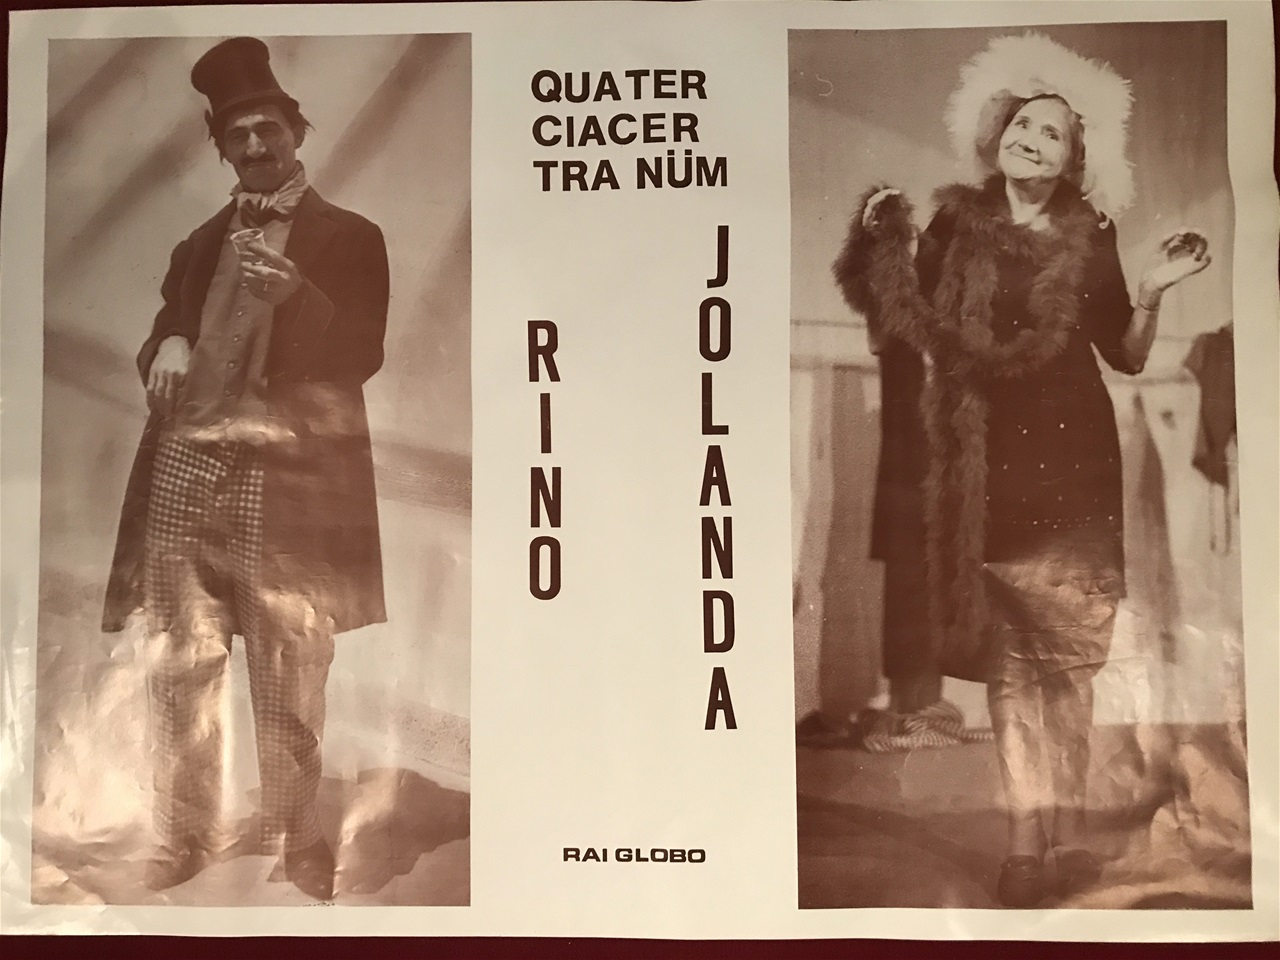 QUATER
CIACER
TRA NÜM
RINO
JOLANDA
RAI GLOBO